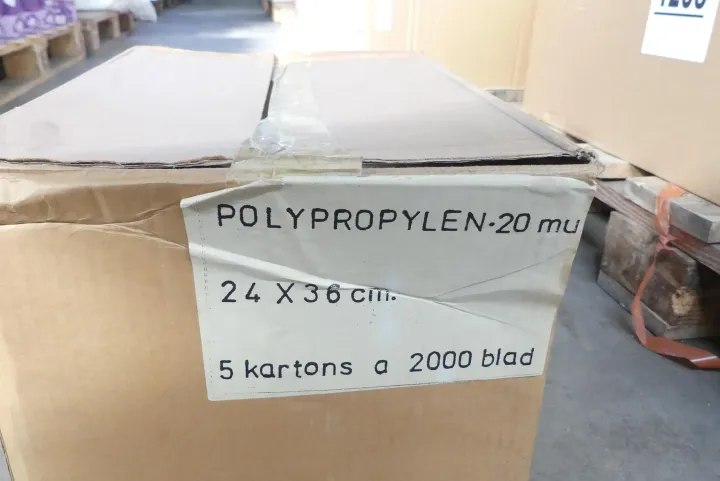 POLYPROPYLEN·20 mu
24 X 36 cm.
5 kartons a 2000 blad